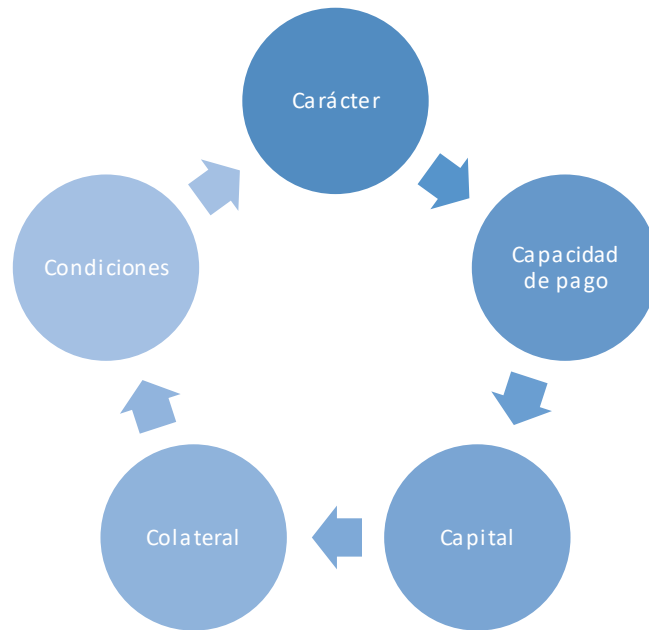 Carácter
Capacidad
de pago
Capital
Colateral
Condiciones